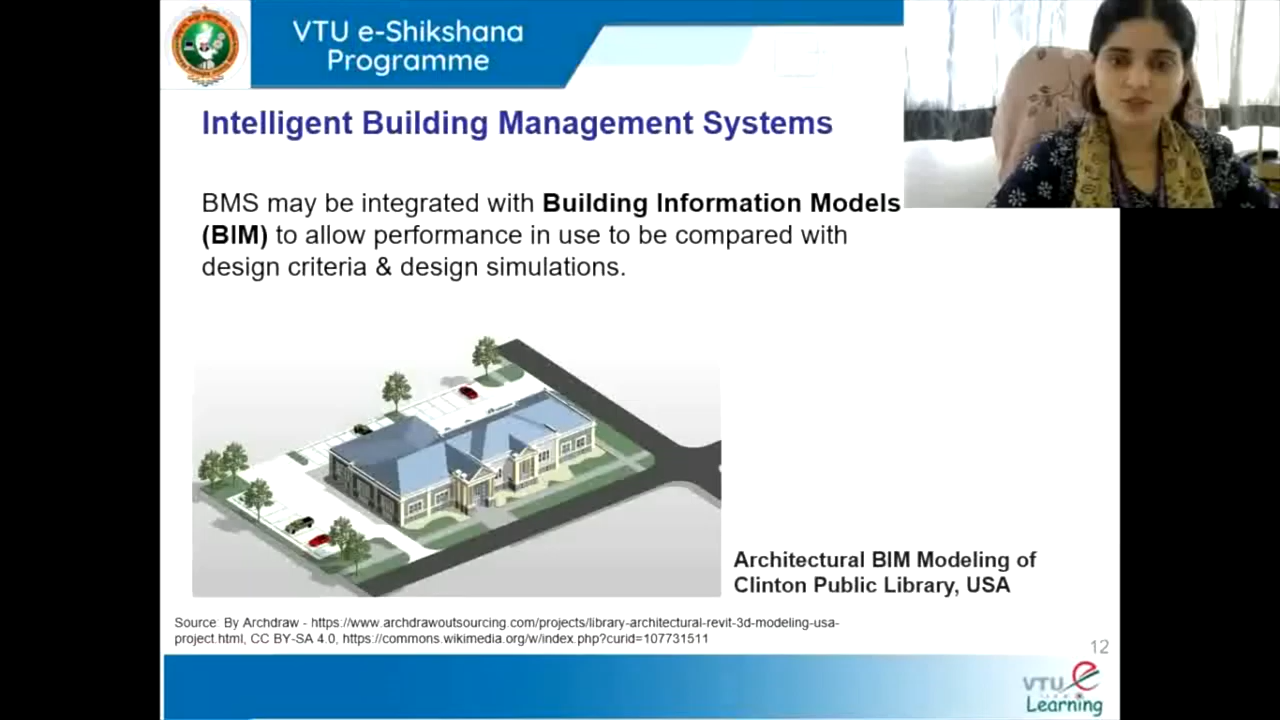 VTU e-Shikshana
Programme
Intelligent Building Management Systems
BMS may be integrated with Building Information Models
(BIM) to allow performance in use to be compared with
design criteria & design simulations.
Architectural BIM Modeling of
Clinton Public Library, USA
Source: By Archdraw - https://www.archdrawoutsourcing.com/projects/library-architectural-revit-3d-modeling-usa-
project.html, CC BY-SA 4.0, https://commons.wikimedia.org/w/index.php?curid=107731511
12
VTU e
Learning